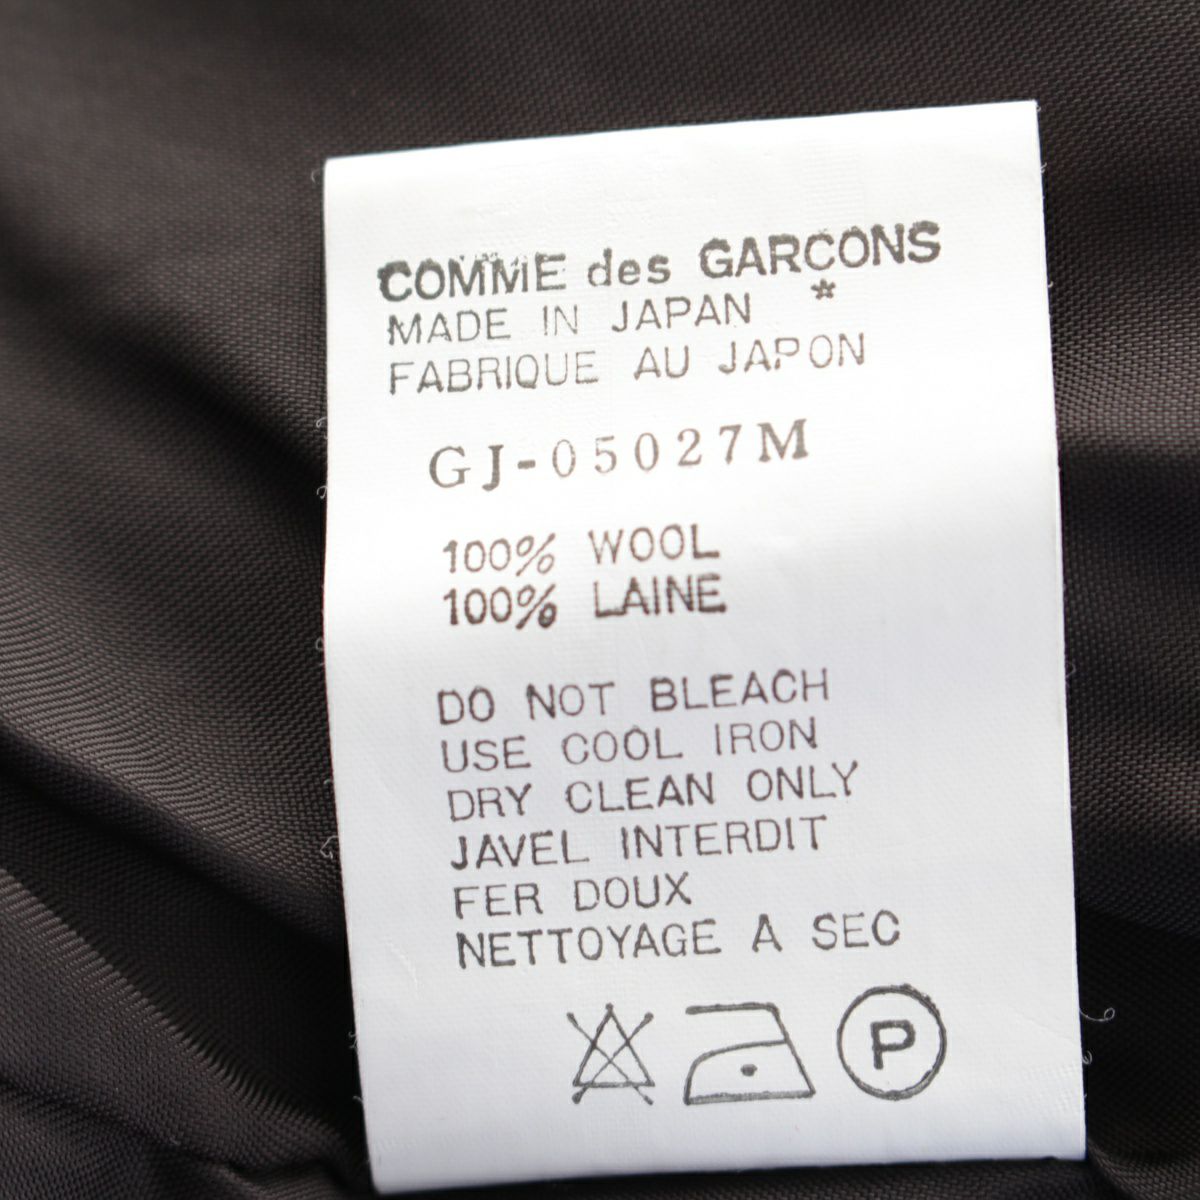 COMME des GARCONS
*
MADE IN JAPAN
FABRIQUE AU JAPON
GJ-05027M
100% WOOL
100% LAINE
DO NOT BLEACH
USE COOL IRON
DRY CLEAN ONLY
JAVEL INTERDIT
FER DOUX
NETTOYAGE A SEC
P